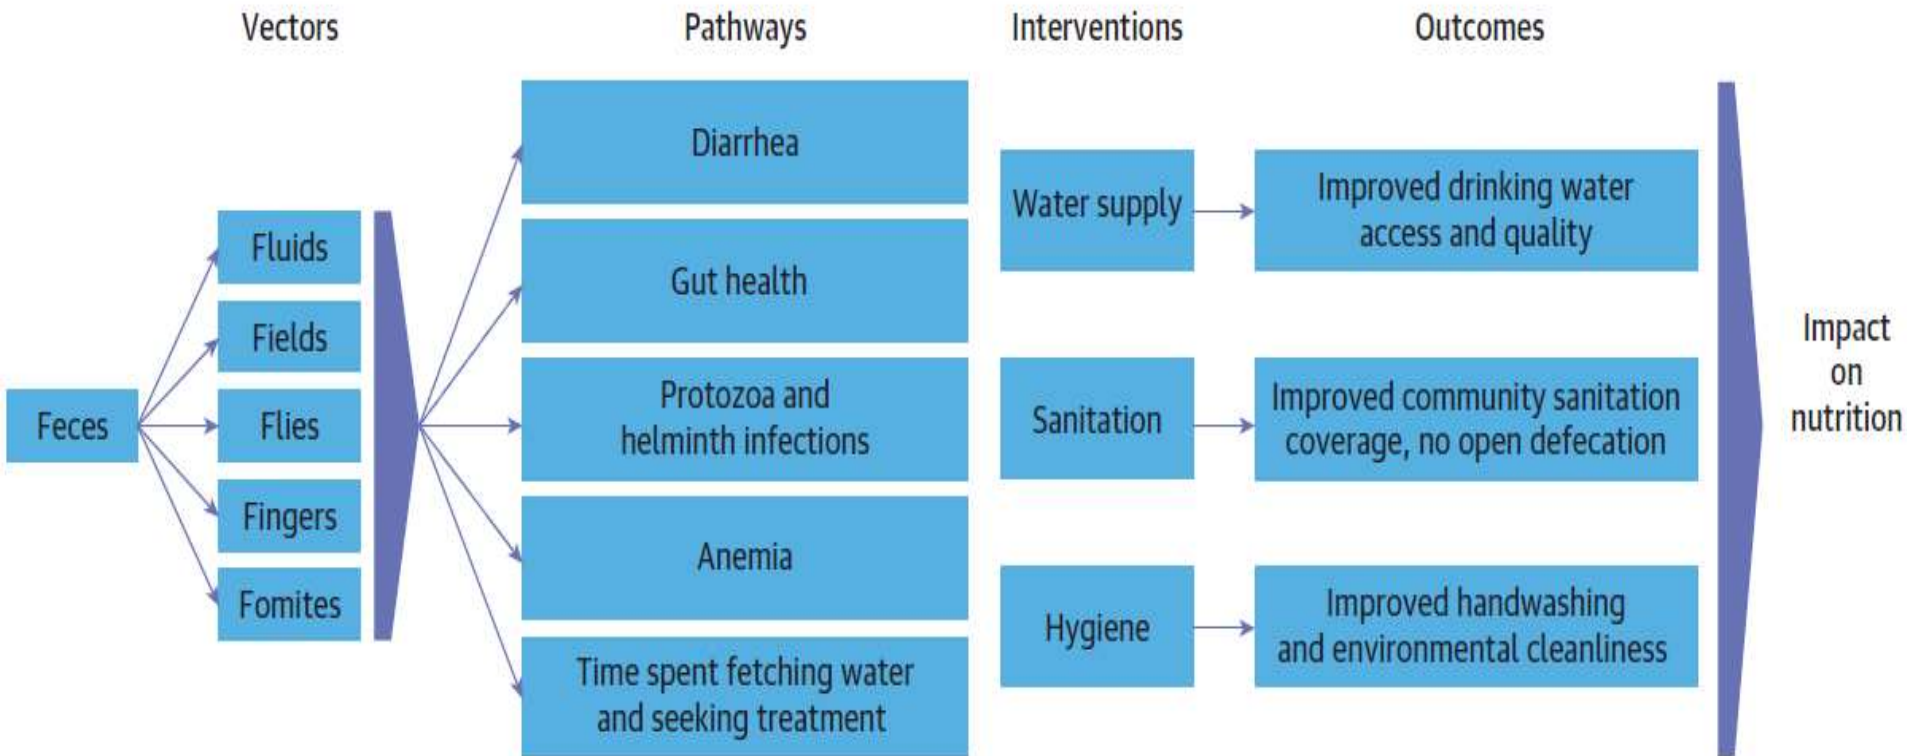 Vectors
Pathways
Interventions
Outcomes
Feces
Fluids
Fields
Flies
Fingers
Fomites
Diarrhea
Gut health
Protozoa and
helminth infections
Anemia
Time spent fetching water
and seeking treatment
Water supply
Sanitation
Hygiene
Improved drinking water
access and quality
Improved community sanitation
coverage, no open defecation
Improved handwashing
and environmental cleanliness
Impact
on
nutrition